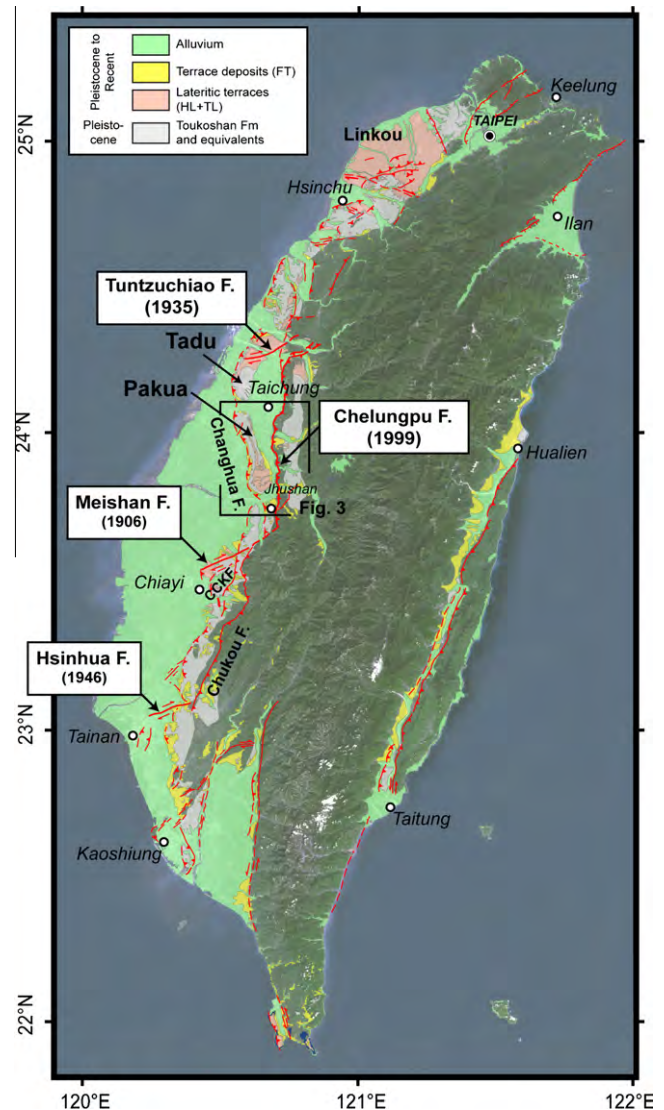 Pleistocene to
Recent
Pleisto-
cene
Alluvium
Terrace deposits (FT)
Lateritic terraces
(HL+TL)
Toukoshan Fm
and equivalents
Keelung
TAIPEI
Linkou
Hsinchu
Ilan
Tuntzuchiao F.
(1935)
Tadu
Taichung
Pakua
Chelungpu F.
(1999)
Changhua F.
Hualien
Jhushan
Fig. 3
Meishan F.
(1906)
Chiayi
CCKF
Chukou F.
Hsinhua F.
(1946)
Tainan
Taitung
Kaoshiung
25°N
24°N
23°N
22°N
120°E
121°E
122°E